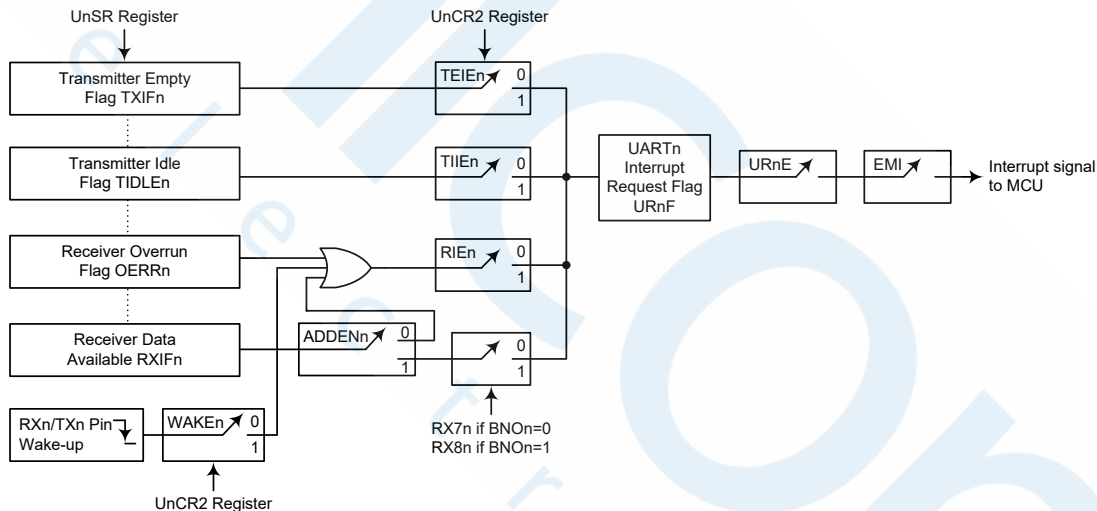 UnSR Register
UnCR2 Register
Transmitter Empty
Flag TXIFn
TEIEn
0
1
Transmitter Idle
Flag TIDLEn
TIIEn
0
1
UARTn
Interrupt
Request Flag
URnF
URnE
EMI
Interrupt signal
to MCU
Receiver Overrun
Flag OERRn
RIEn
0
1
Receiver Data
Available RXIFn
ADDENn
0
1
0
1
RXn/TXn Pin
Wake-up
WAKEn
0
1
RX7n if BNOn=0
RX8n if BNOn=1
UnCR2 Register